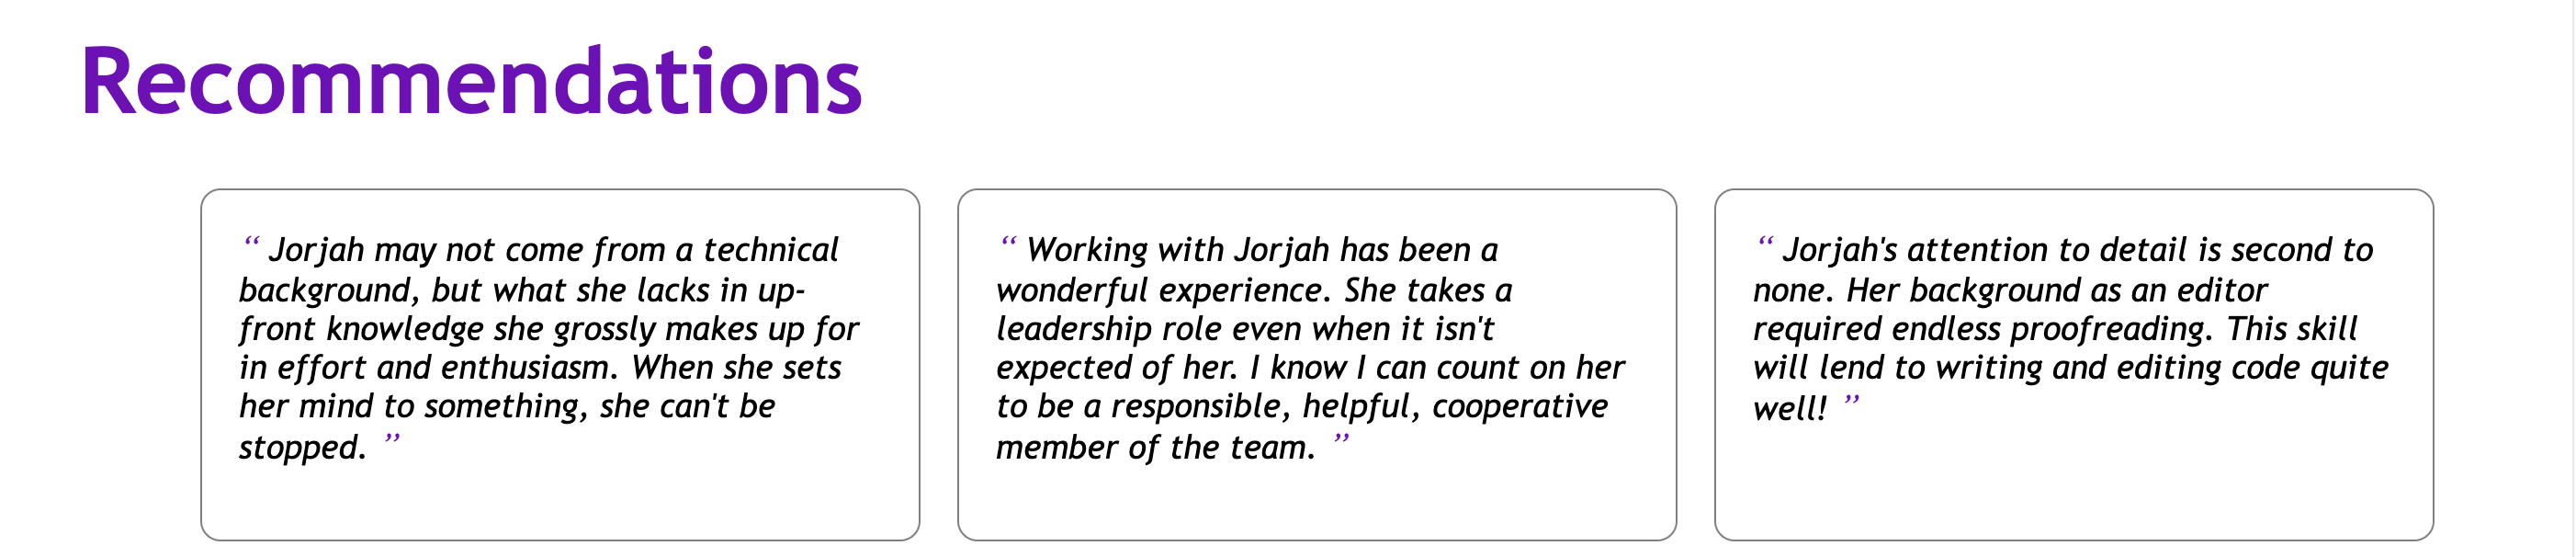 Recommendations
“ Jorjah may not come from a technical
background, but what she lacks in up-
front knowledge she grossly makes up for
in effort and enthusiasm. When she sets
her mind to something, she can't be
stopped. ”
“ Working with Jorjah has been a
wonderful experience. She takes a
leadership role even when it isn't
expected of her. I know I can count on her
to be a responsible, helpful, cooperative
member of the team. ”
“ Jorjah's attention to detail is second to
none. Her background as an editor
required endless proofreading. This skill
will lend to writing and editing code quite
well! ”